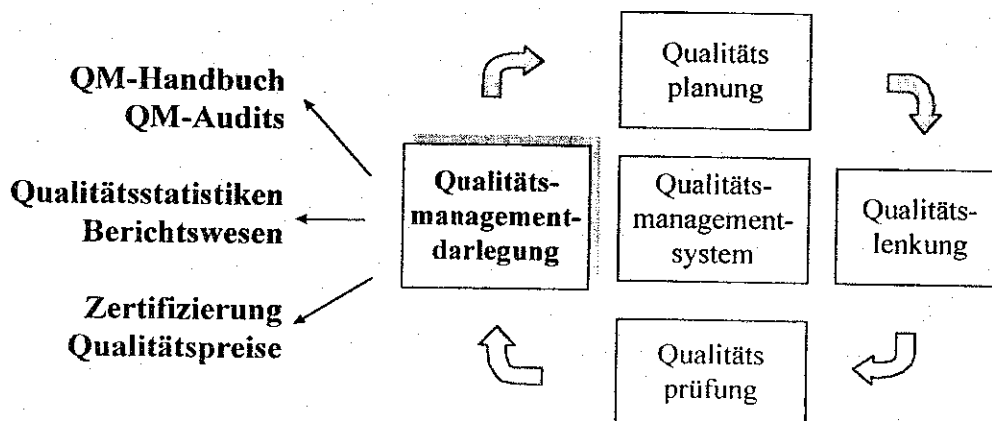 QM-Handbuch
QM-Audits
Qualitätsstatistiken
Berichtswesen
Zertifizierung
Qualitätspreise
Qualitäts-
management-
darlegung
Qualitäts
planung
Qualitäts-
management-
system
Qualitäts
prüfung
Qualitäts-
lenkung